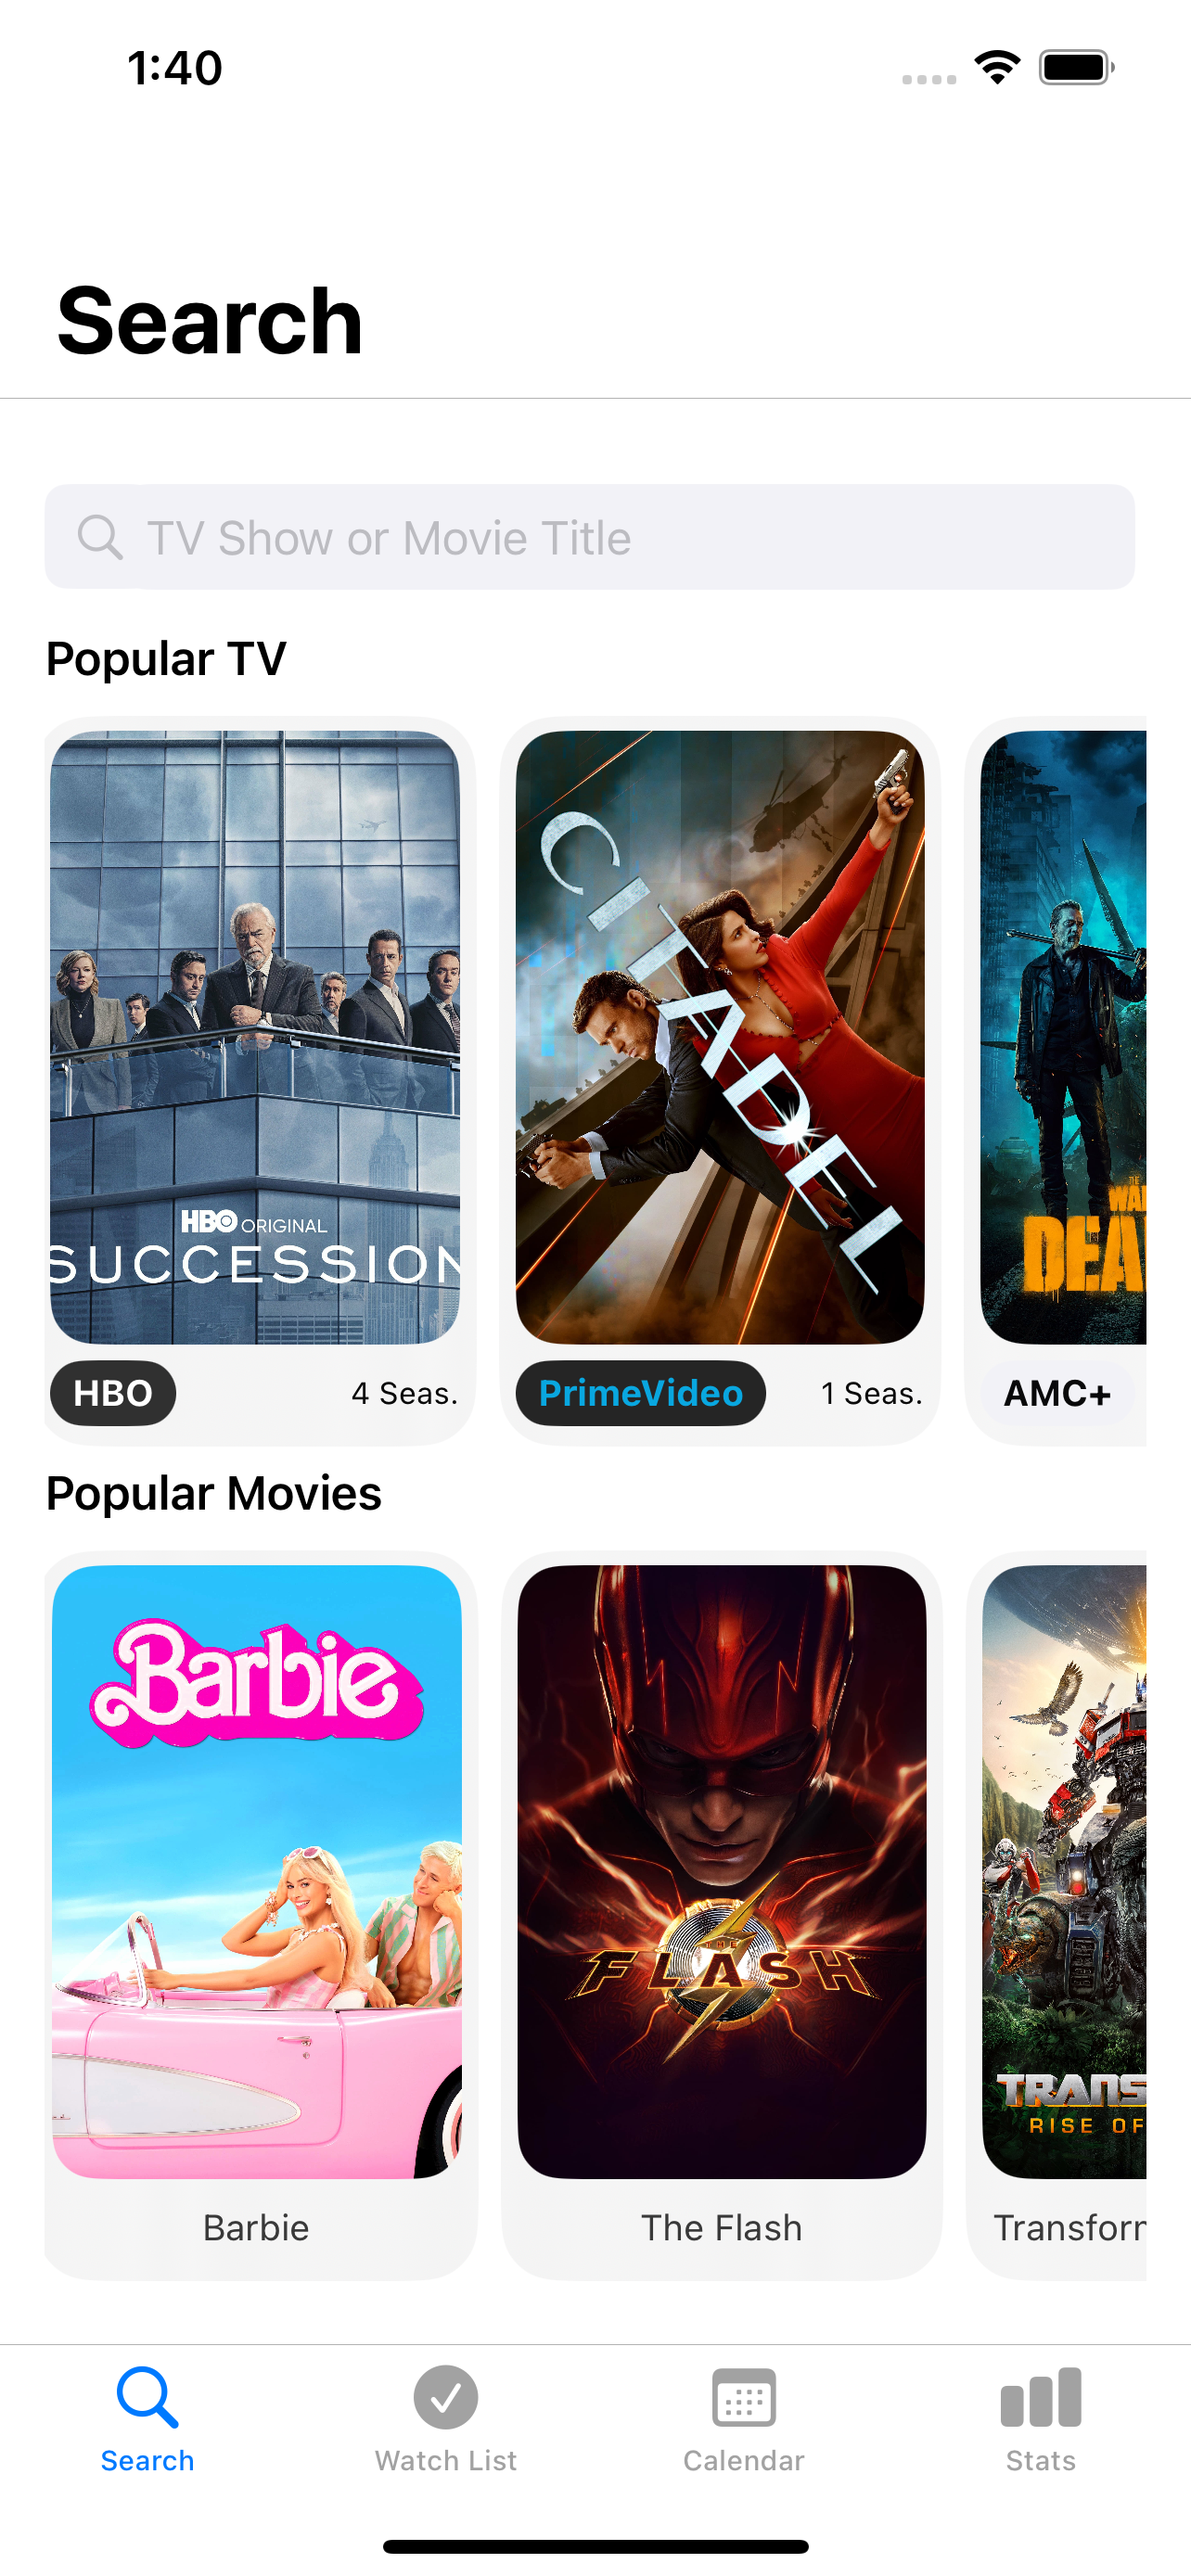 1:40
Search
TV Show or Movie Title
Popular TV
CITADEL
HBO ORIGINAL
SUCCESSION
DEA
HBO
4 Seas.
PrimeVideo
1 Seas.
AMC+
Popular Movies
Barbie
THE
FLASH
TRANS
RISE OF
Barbie
The Flash
Transfor
Search
Watch List
Calendar
Stats